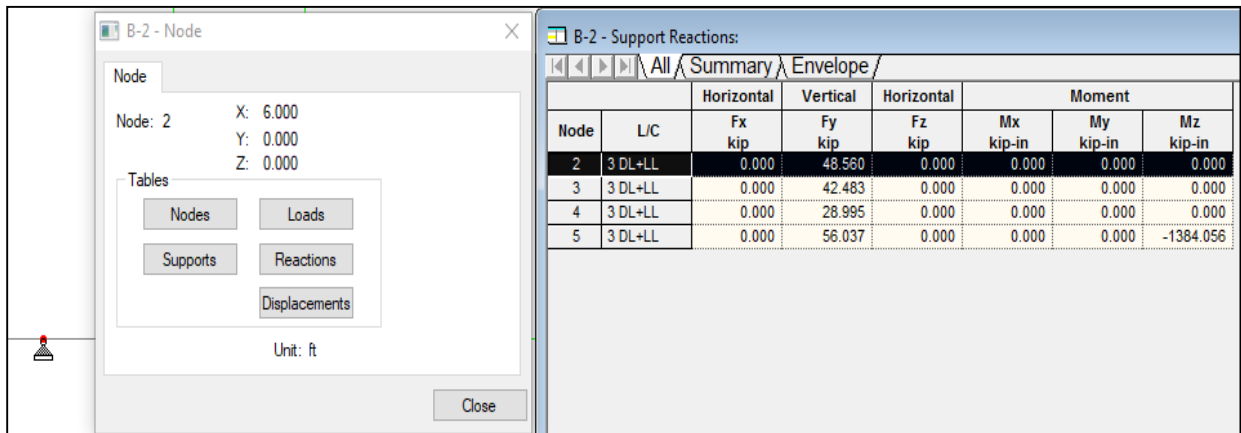 B-2 - Node
Node
Node: 2
X: 6.000
Y: 0.000
Z: 0.000
Tables
Nodes Loads
Supports Reactions
Displacements
Unit: ft
Close
B-2 - Support Reactions:
All Summary Envelope
Horizontal Vertical Horizontal Moment
Node L/C Fx kip Fy kip Fz kip Mx kip-in My kip-in Mz kip-in
2 3 DL+LL 0.000 48.560 0.000 0.000 0.000 0.000
3 3 DL+LL 0.000 42.483 0.000 0.000 0.000 0.000
4 3 DL+LL 0.000 28.995 0.000 0.000 0.000 0.000
5 3 DL+LL 0.000 56.037 0.000 0.000 0.000 -1384.056